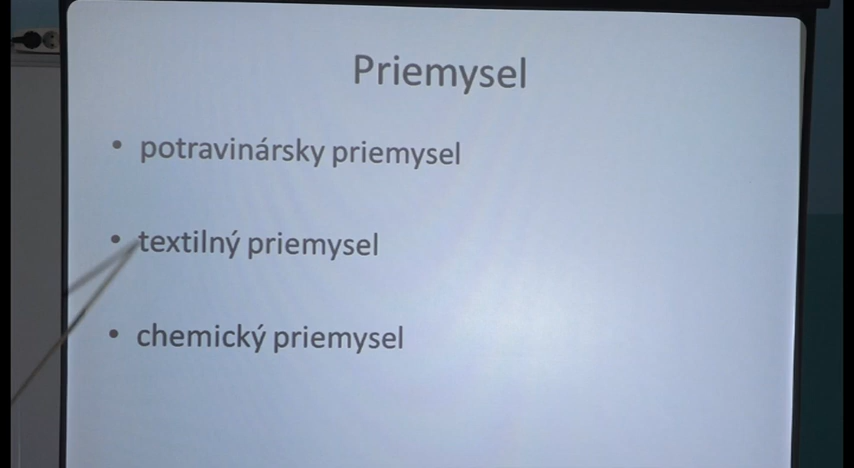 Priemysel
• potravinársky priemysel
• textilný priemysel
• chemický priemysel